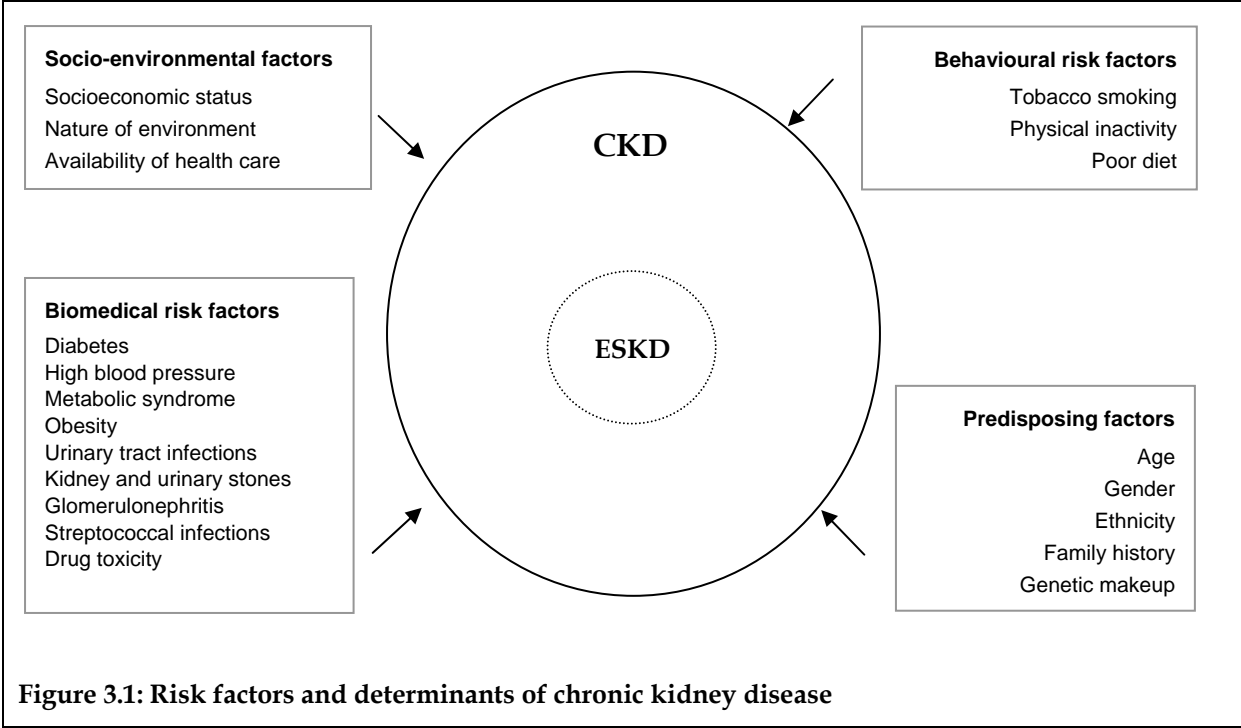 Socio-environmental factors
Socioeconomic status
Nature of environment
Availability of health care
Behavioural risk factors
Tobacco smoking
Physical inactivity
Poor diet
CKD
ESKD
Biomedical risk factors
Diabetes
High blood pressure
Metabolic syndrome
Obesity
Urinary tract infections
Kidney and urinary stones
Glomerulonephritis
Streptococcal infections
Drug toxicity
Predisposing factors
Age
Gender
Ethnicity
Family history
Genetic makeup
Figure 3.1: Risk factors and determinants of chronic kidney disease